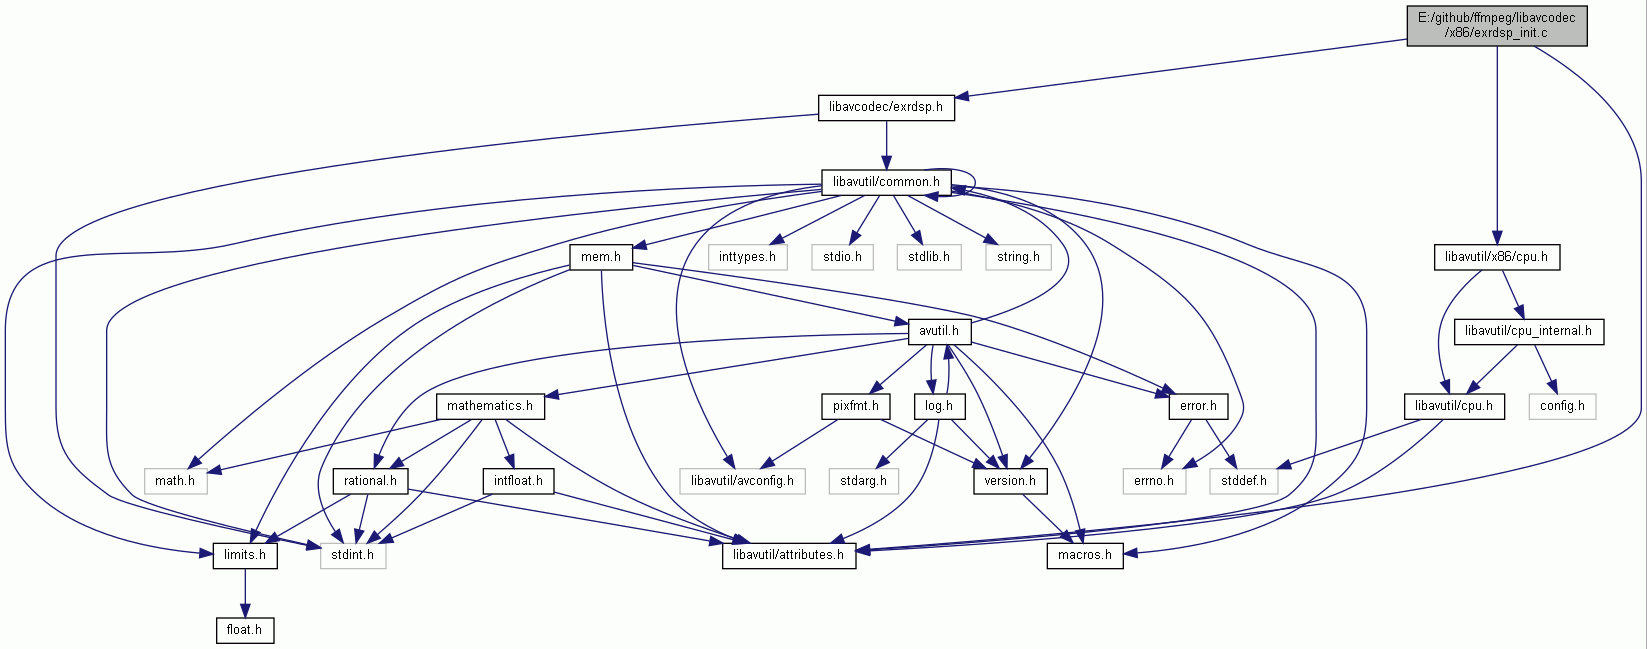 E:/github/ffmpeg/libavcodec
/x86/exrdsp_init.c
libavcodec/exrdsp.h
libavutil/common.h
mem.h
inttypes.h
stdio.h
stdlib.h
string.h
libavutil/x86/cpu.h
avutil.h
libavutil/cpu_internal.h
mathematics.h
pixfmt.h
log.h
error.h
libavutil/cpu.h
config.h
math.h
rational.h
intfloat.h
libavutil/avconfig.h
stdarg.h
version.h
errno.h
stddef.h
limits.h
stdint.h
libavutil/attributes.h
macros.h
float.h